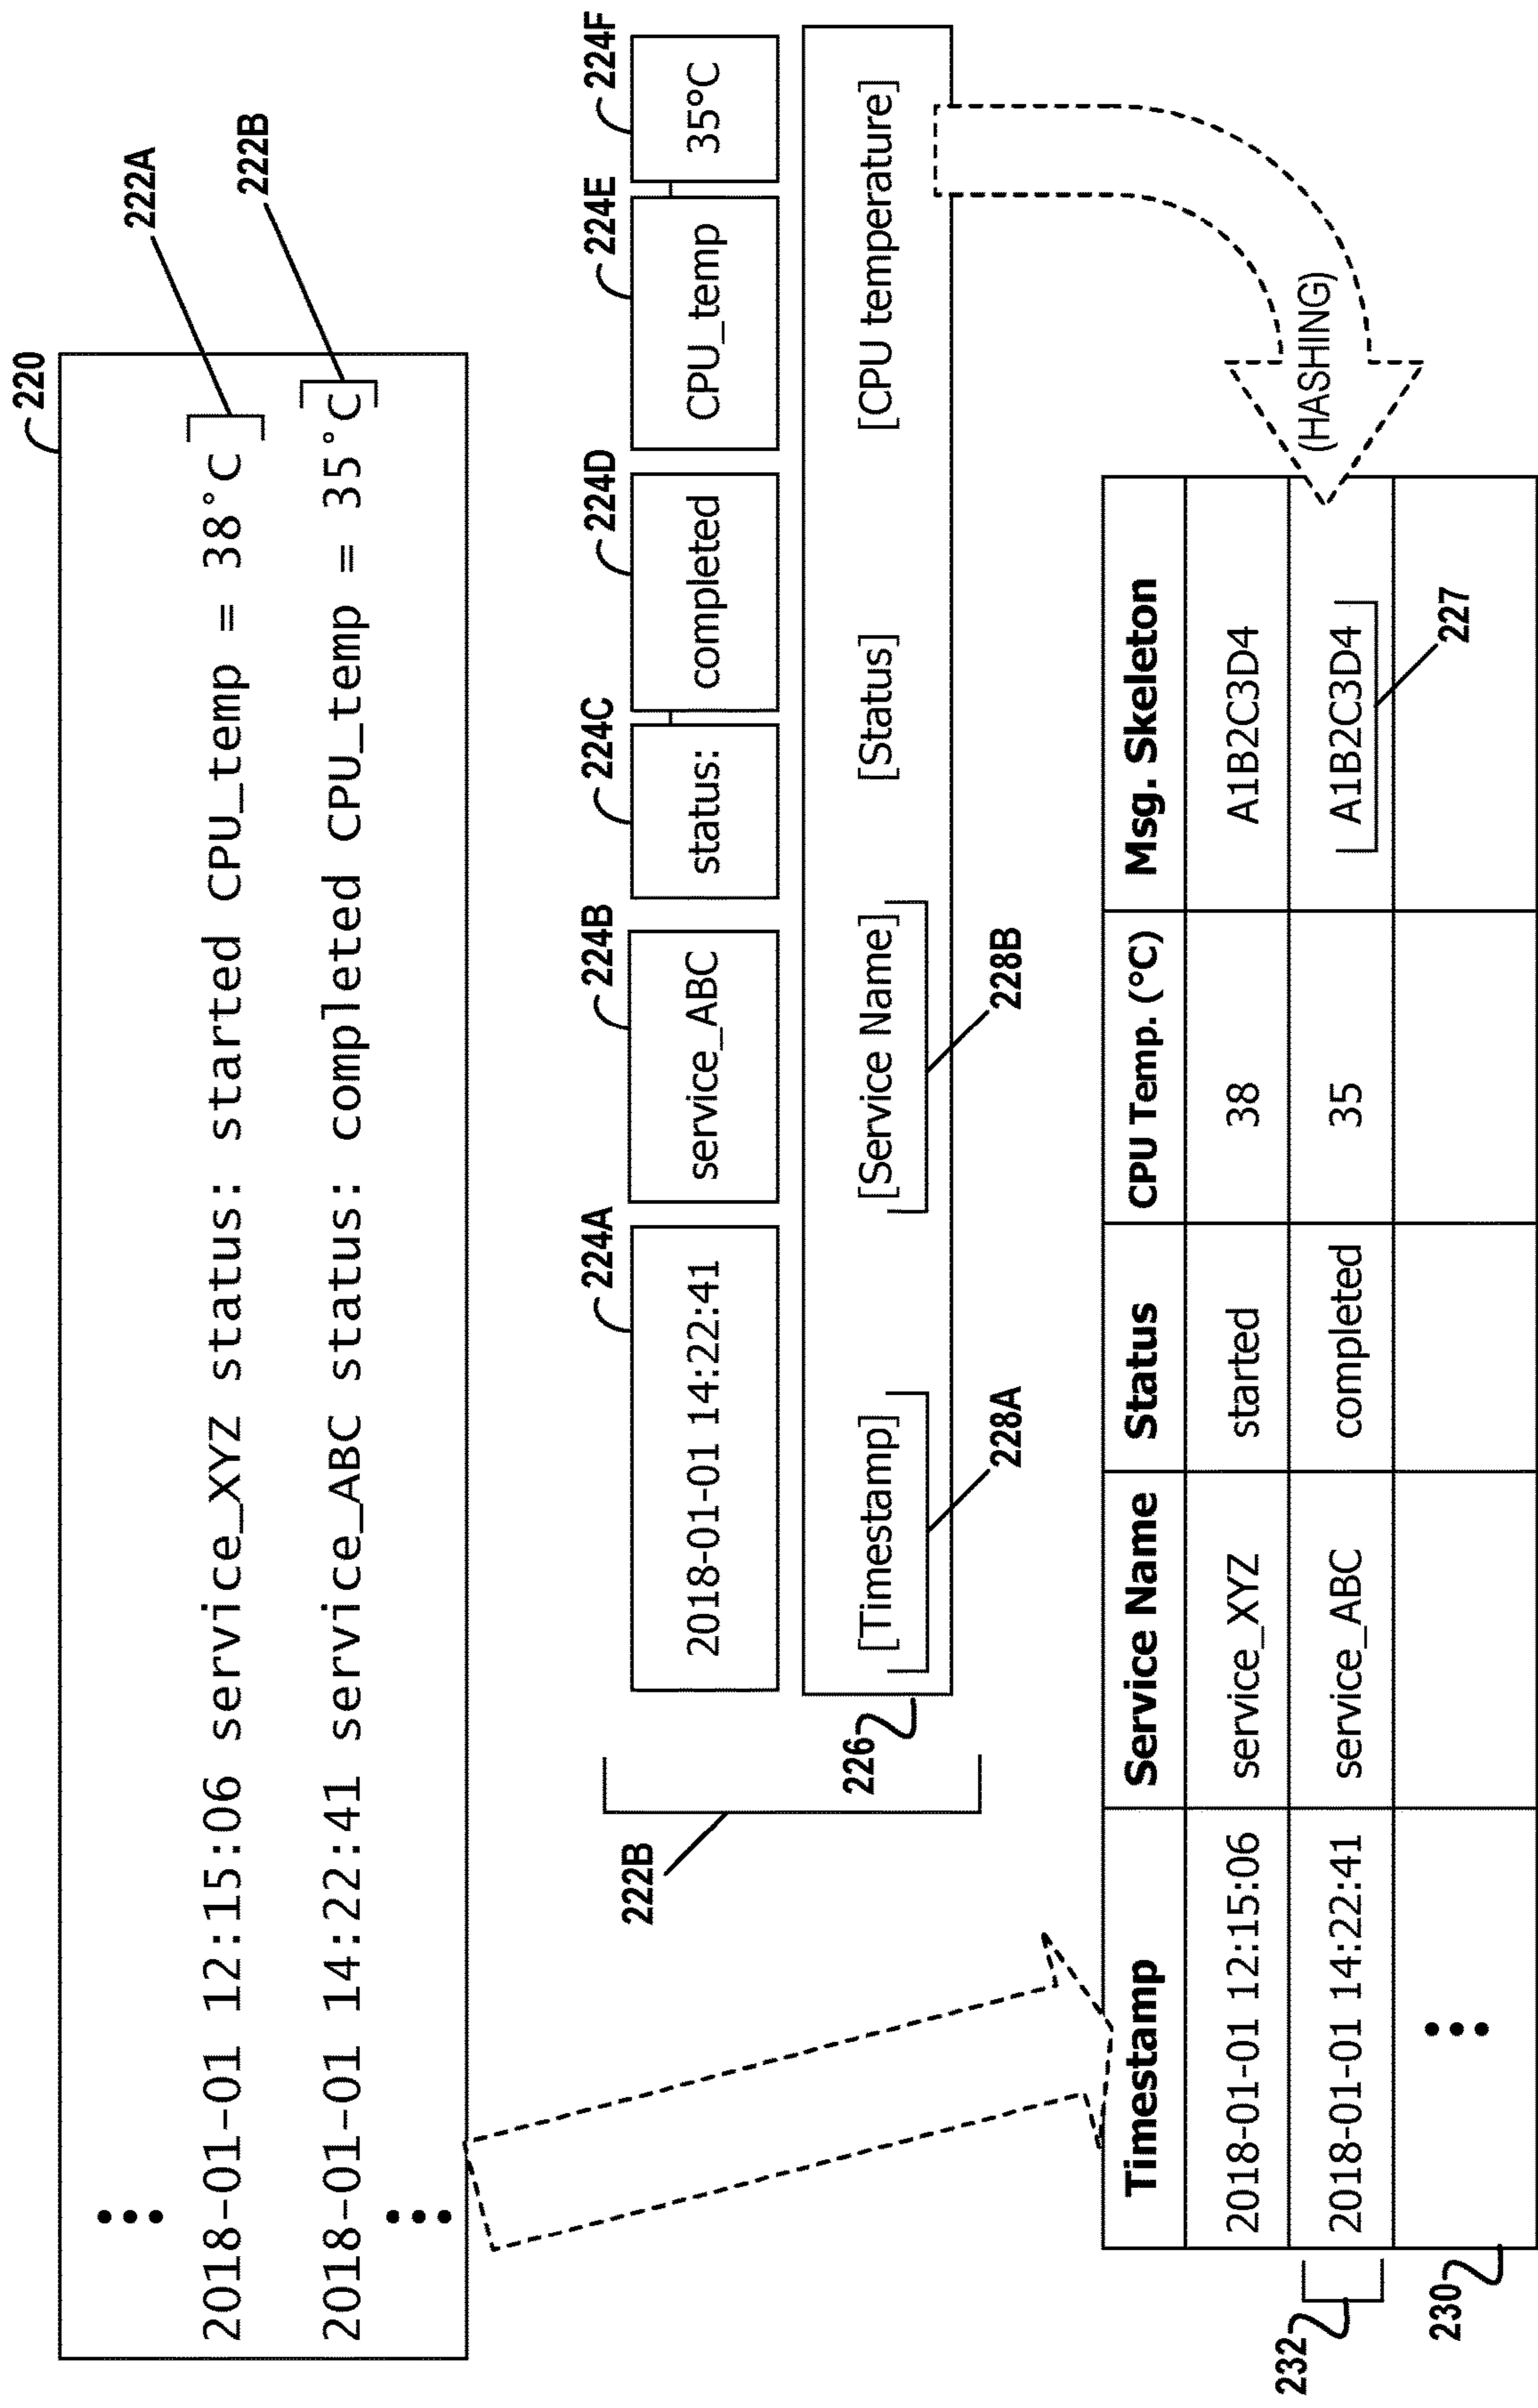 220
2018-01-01 12:15:06 service_XYZ status: started CPU_temp = 38°C
222A
2018-01-01 14:22:41 service_ABC status: completed CPU_temp = 35°C
222B
224A
224B
224C
224D
224E
224F
2018-01-01 14:22:41
service_ABC
status:
completed
CPU_temp
35°C
222B
226
[Timestamp]
[Service Name]
[Status]
[CPU temperature]
228A
228B
(HASHING)
Timestamp
Service Name
Status
CPU Temp. (°C)
Msg. Skeleton
2018-01-01 12:15:06
service_XYZ
started
38
A1B2C3D4
232
2018-01-01 14:22:41
service_ABC
completed
35
A1B2C3D4
227
230